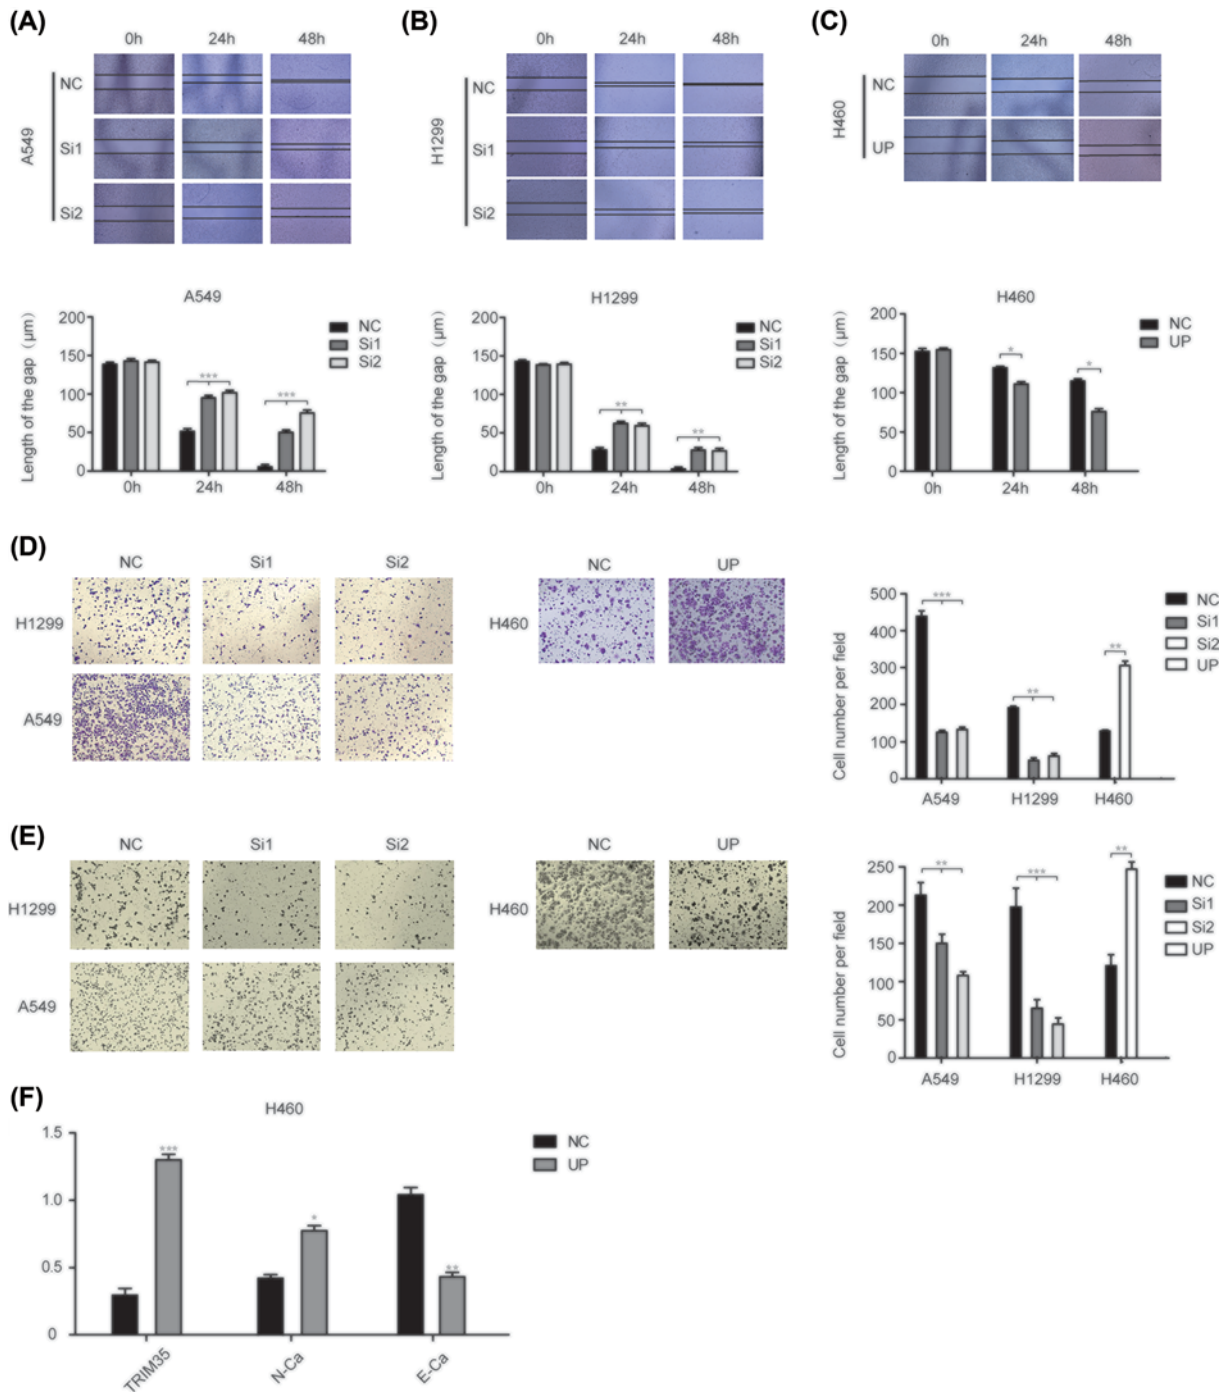 (A) (B) (C)
0h 24h 48h 0h 24h 48h 0h 24h 48h
A549
NC
Si1
Si2
H1299
NC
Si1
Si2
H460
NC
UP
A549
Length of the gap (μm)
200
150
100
50
0
*** ***
0h 24h 48h
NC
Si1
Si2
H1299
Length of the gap (μm)
200
150
100
50
0
** **
0h 24h 48h
NC
Si1
Si2
H460
Length of the gap (μm)
200
150
100
50
0
* *
0h 24h 48h
NC
UP
(D)
NC Si1 Si2
H1299
A549
NC UP
H460
Cell number per field
500
400
300
200
100
0
*** ** **
A549 H1299 H460
NC
Si1
Si2
UP
(E)
NC Si1 Si2
H1299
A549
NC UP
H460
Cell number per field
250
200
150
100
50
0
** *** **
A549 H1299 H460
NC
Si1
Si2
UP
(F)
H460
1.5
1.0
0.5
0
*** * **
TRIM35 N-Ca E-Ca
NC
UP